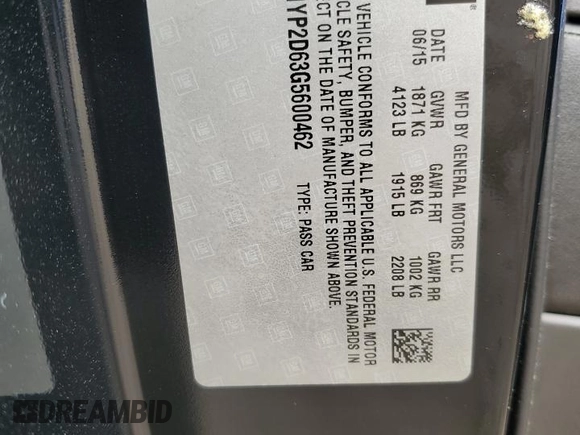 MFD BY GENERAL MOTORS LLC
DATE GVWR GAWR FRT GAWR RR
06/15 1871 KG 869 KG 1002 KG
4123 LB 1915 LB 2208 LB
VEHICLE CONFORMS TO ALL APPLICABLE U.S. FEDERAL MOTOR
CLE SAFETY, BUMPER, AND THEFT PREVENTION STANDARDS IN
ECT ON THE DATE OF MANUFACTURE SHOWN ABOVE.
YP2D63G5600462 TYPE: PASS CAR
DREAMBID